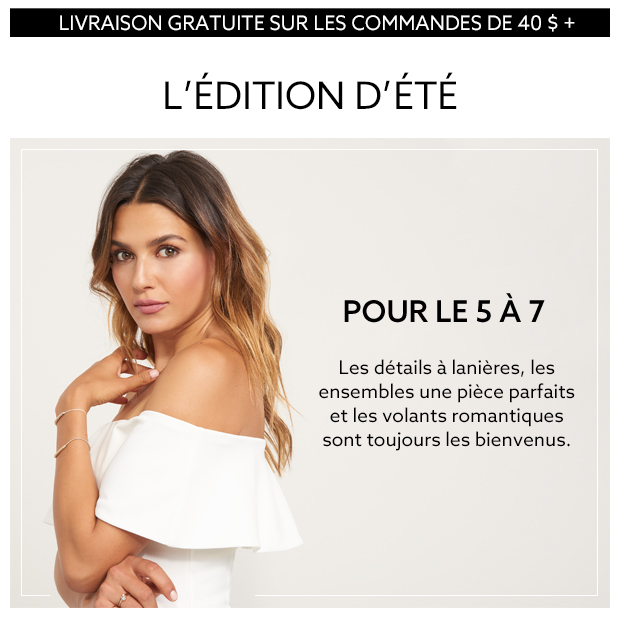 LIVRAISON GRATUITE SUR LES COMMANDES DE 40 $ +
L’ÉDITION D’ÉTÉ
POUR LE 5 À 7
Les détails à lanières, les
ensembles une pièce parfaits
et les volants romantiques
sont toujours les bienvenus.